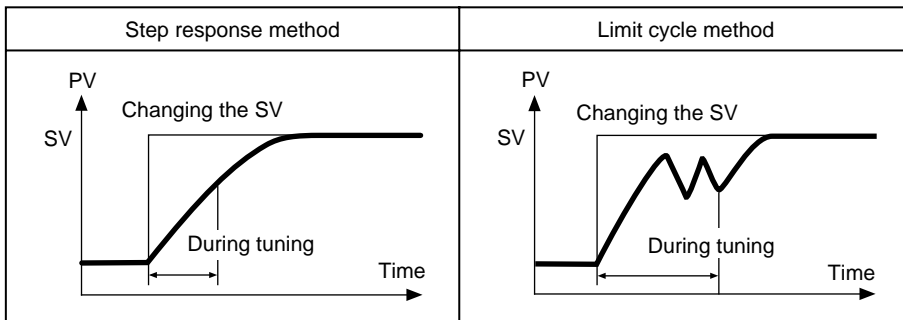 Step response method
Limit cycle method
PV
Changing the SV
SV
During tuning
Time
PV
Changing the SV
SV
During tuning
Time